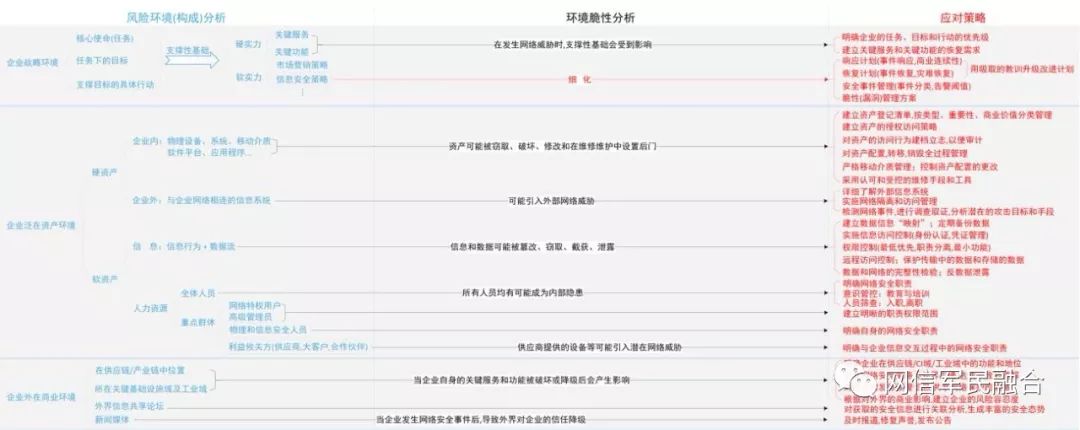 风险环境(构成)分析
环境脆性分析
应对策略
企业战略环境
核心使命(任务)
任务下的目标
支撑目标的具体行动
支撑性基础
硬实力
关键服务
关键功能
软实力
市场营销策略
信息安全策略
在发生网络威胁时,支撑性基础会受到影响
细 化
明确企业的任务、目标和行动的优先级
建立关键服务和关键功能的恢复需求
响应计划(事件响应,商业连续性)
恢复计划(事件恢复,灾难恢复)
用吸取的教训升级改进计划
安全事件管理(事件分类,告警阈值)
脆性(漏洞)管理方案
企业泛在资产环境
硬资产
企业内：物理设备、系统、移动介质
软件平台、应用程序...
资产可能被窃取、破坏、修改和在维修维护中设置后门
建立资产登记清单,按类型、重要性、商业价值分类管理
建立资产的授权访问策略
对资产的访问行为建档立志,以便审计
对资产配置,转移,销毁全过程管理
严格移动介质管理；控制资产配置的更改
采用认可和受控的维修手段和工具
企业外：与企业网络相连的信息系统
可能引入外部网络威胁
详细了解外部信息系统
实施网络隔离和访问管理
检测网络事件,进行调查取证,分析潜在的攻击目标和手段
软资产
信 息：信息行为+数据流
信息和数据可能被篡改、窃取、截获、泄露
建立数据信息“映射”；定期备份数据
实施信息访问控制(身份认证,凭证管理)
权限控制(最低优先,职责分离,最小功能)
远程访问控制；保护传输中的数据和存储的数据
数据和网络的完整性检验；反数据泄露
人力资源
全体人员
所有人员均有可能成为内部隐患
明确网络安全职责
意识管控：教育与培训
人员筛查：入职,离职
重点群体
网络特权用户
高级管理员
建立明晰的职责权限范围
物理和信息安全人员
明确自身的网络安全职责
利益攸关方(供应商,大客户,合作伙伴)
供应商提供的设备等可能引入潜在网络威胁
明确与企业信息交互过程中的网络安全职责
企业外在商业环境
在供应链/产业链中位置
所在关键基础设施域及工业域
当企业自身的关键服务和功能被破坏或降级后会产生影响
明确企业在供应链/CI域/工业域中的功能和地位
根据对外界的商业影响,建立企业的风险容忍度
外界信息共享论坛
对获取的安全信息进行关联分析,生成丰富的安全态势
新闻媒体
当企业发生网络安全事件后,导致外界对企业的信任降级
及时报道,修复声誉,发布公告
网信军民融合